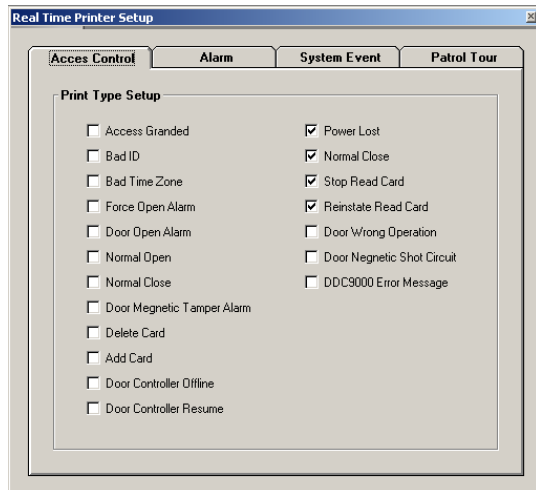 Real Time Printer Setup
Acces Control
Alarm
System Event
Patrol Tour
Print Type Setup
Access Granded
Bad ID
Bad Time Zone
Force Open Alarm
Door Open Alarm
Normal Open
Normal Close
Door Megnetic Tamper Alarm
Delete Card
Add Card
Door Controller Offline
Door Controller Resume
Power Lost
Normal Close
Stop Read Card
Reinstate Read Card
Door Wrong Operation
Door Negnetic Shot Circuit
DDC9000 Error Message